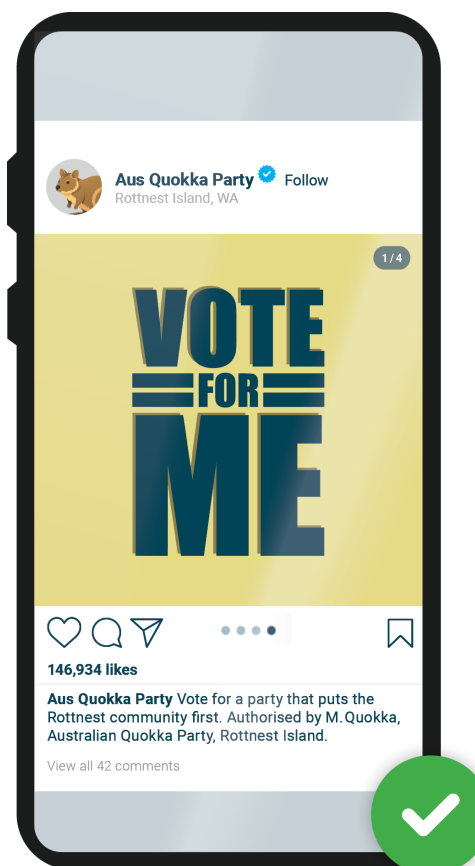 Aus Quokka Party Follow
Rottnest Island, WA
1/4
VOTE
FOR
ME
146,934 likes
Aus Quokka Party Vote for a party that puts the
Rottnest community first. Authorised by M.Quokka,
Australian Quokka Party, Rottnest Island.
View all 42 comments